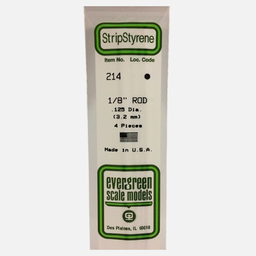 StripStyrene
Item No. Loc. Code
214
1/8" ROD
.125 Dia.
(3.2 mm)
4 Pieces
Made in U.S.A.
evergreen
scale models
Des Plaines, IL 60018